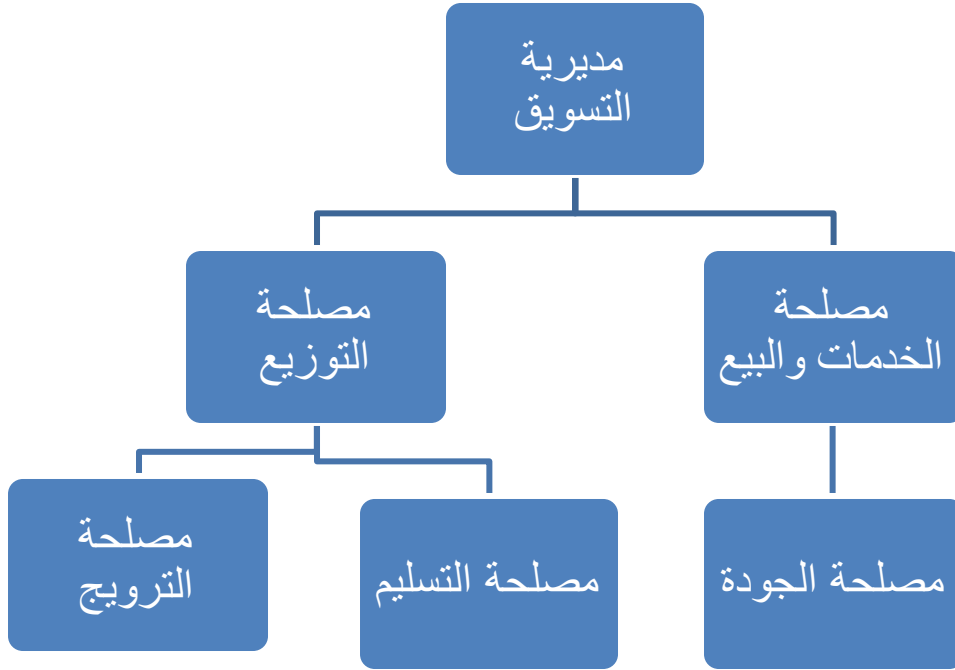 مديرية
التسويق
مصلحة
الخدمات والبيع
مصلحة
التوزيع
مصلحة الجودة
مصلحة التسليم
مصلحة
الترويج